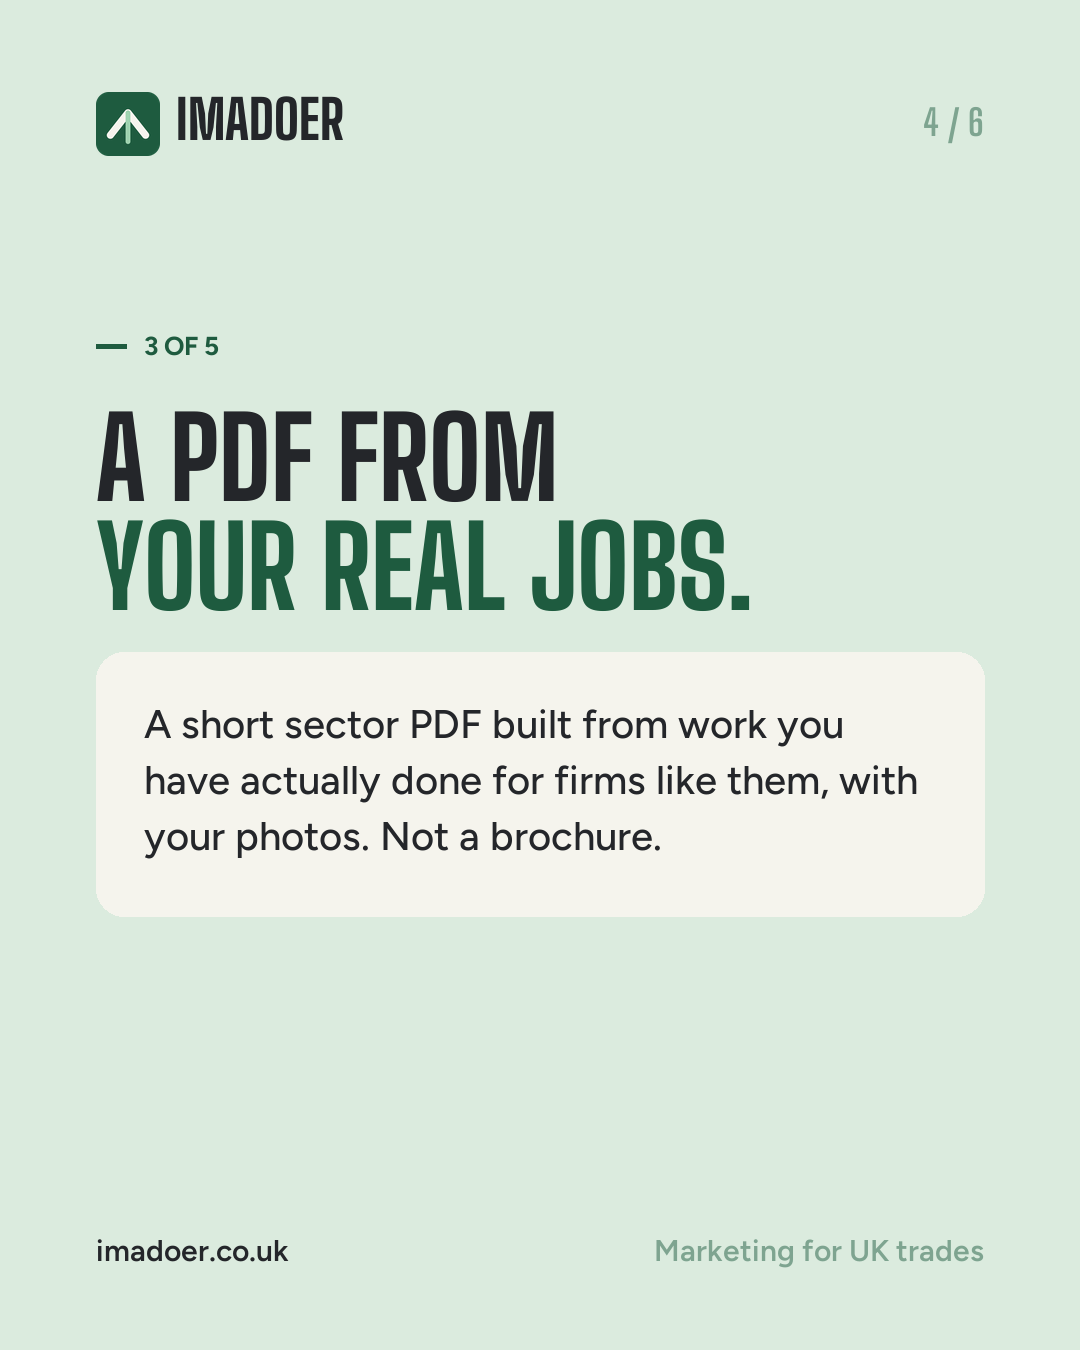 IMADOER
4 / 6
3 OF 5
A PDF FROM
YOUR REAL JOBS.
A short sector PDF built from work you
have actually done for firms like them, with
your photos. Not a brochure.
imadoer.co.uk
Marketing for UK trades